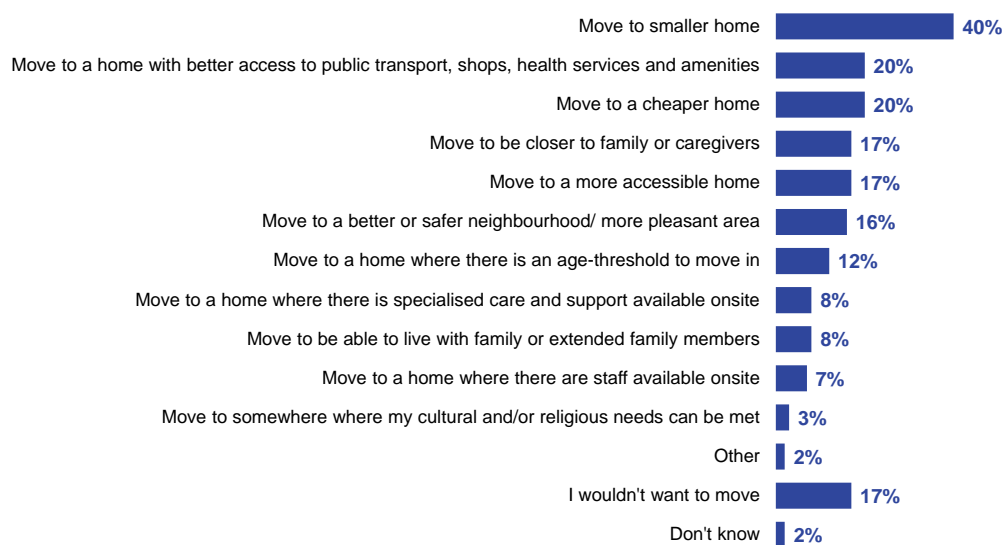 Move to smaller home 40%
Move to a home with better access to public transport, shops, health services and amenities 20%
Move to a cheaper home 20%
Move to be closer to family or caregivers 17%
Move to a more accessible home 17%
Move to a better or safer neighbourhood/ more pleasant area 16%
Move to a home where there is an age-threshold to move in 12%
Move to a home where there is specialised care and support available onsite 8%
Move to be able to live with family or extended family members 8%
Move to a home where there are staff available onsite 7%
Move to somewhere where my cultural and/or religious needs can be met 3%
Other 2%
I wouldn't want to move 17%
Don't know 2%